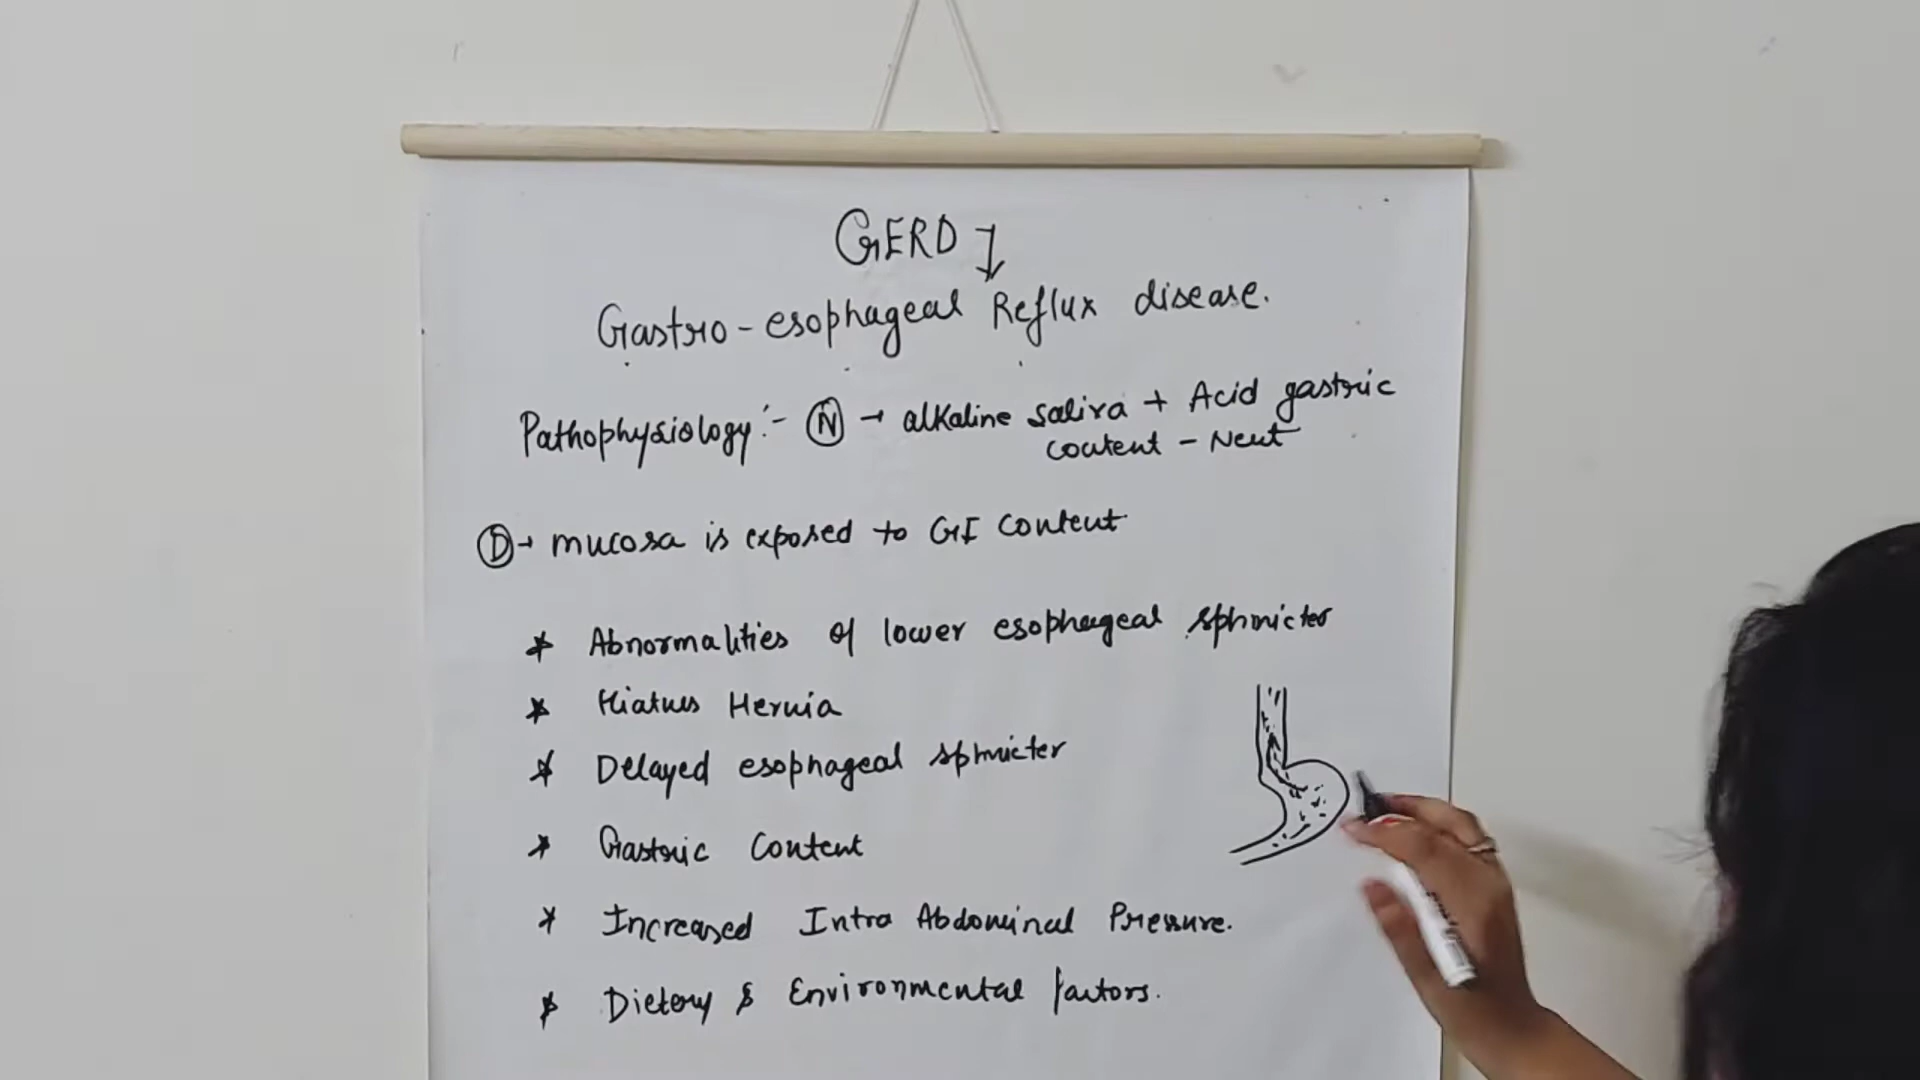 GERD
Gastro-esophageal Reflux disease.
Pathophysiology:- N → alkaline saliva + Acid gastric
content - Neut
D → mucosa is exposed to GI content
* Abnormalities of lower esophageal sphincter
* Hiatus Hernia
* Delayed esophageal sphincter
* Gastric Content
* Increased Intra Abdominal Pressure.
* Dietery & Environmental factors.